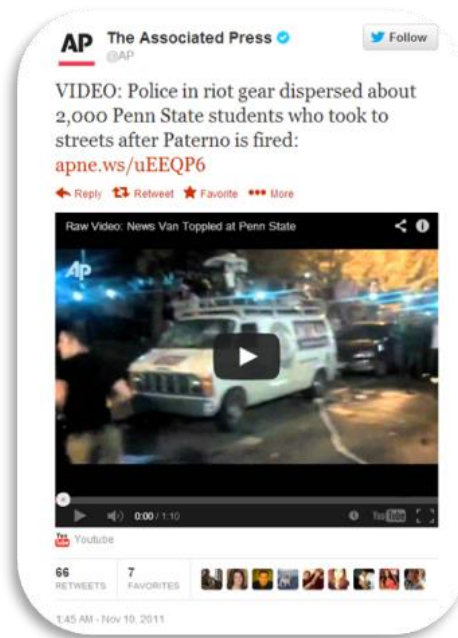 AP The Associated Press
@AP
Follow
VIDEO: Police in riot gear dispersed about
2,000 Penn State students who took to
streets after Paterno is fired:
apne.ws/uEEQP6
Reply Retweet Favorite More
Raw Video: News Van Toppled at Penn State
AP
0:00 / 1:10 YouTube
You Tube Youtube
66 7
RETWEETS FAVORITES
1:45 AM - Nov 10, 2011